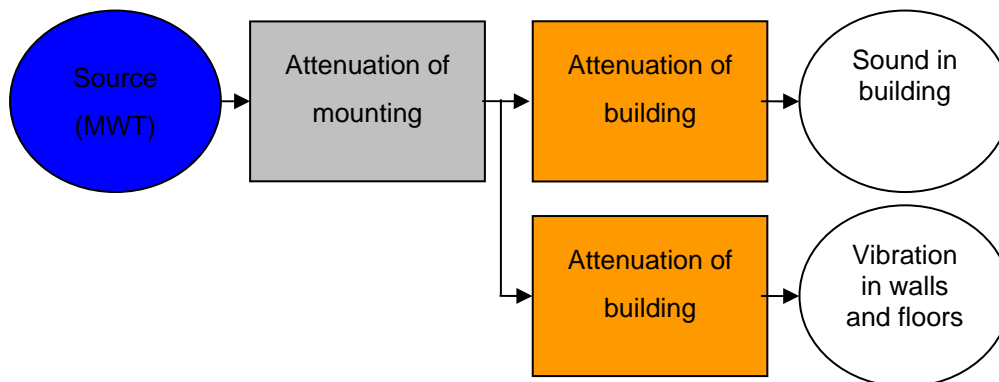 Source
(MWT)
Attenuation of
mounting
Attenuation of
building
Sound in
building
Attenuation of
building
Vibration
in walls
and floors